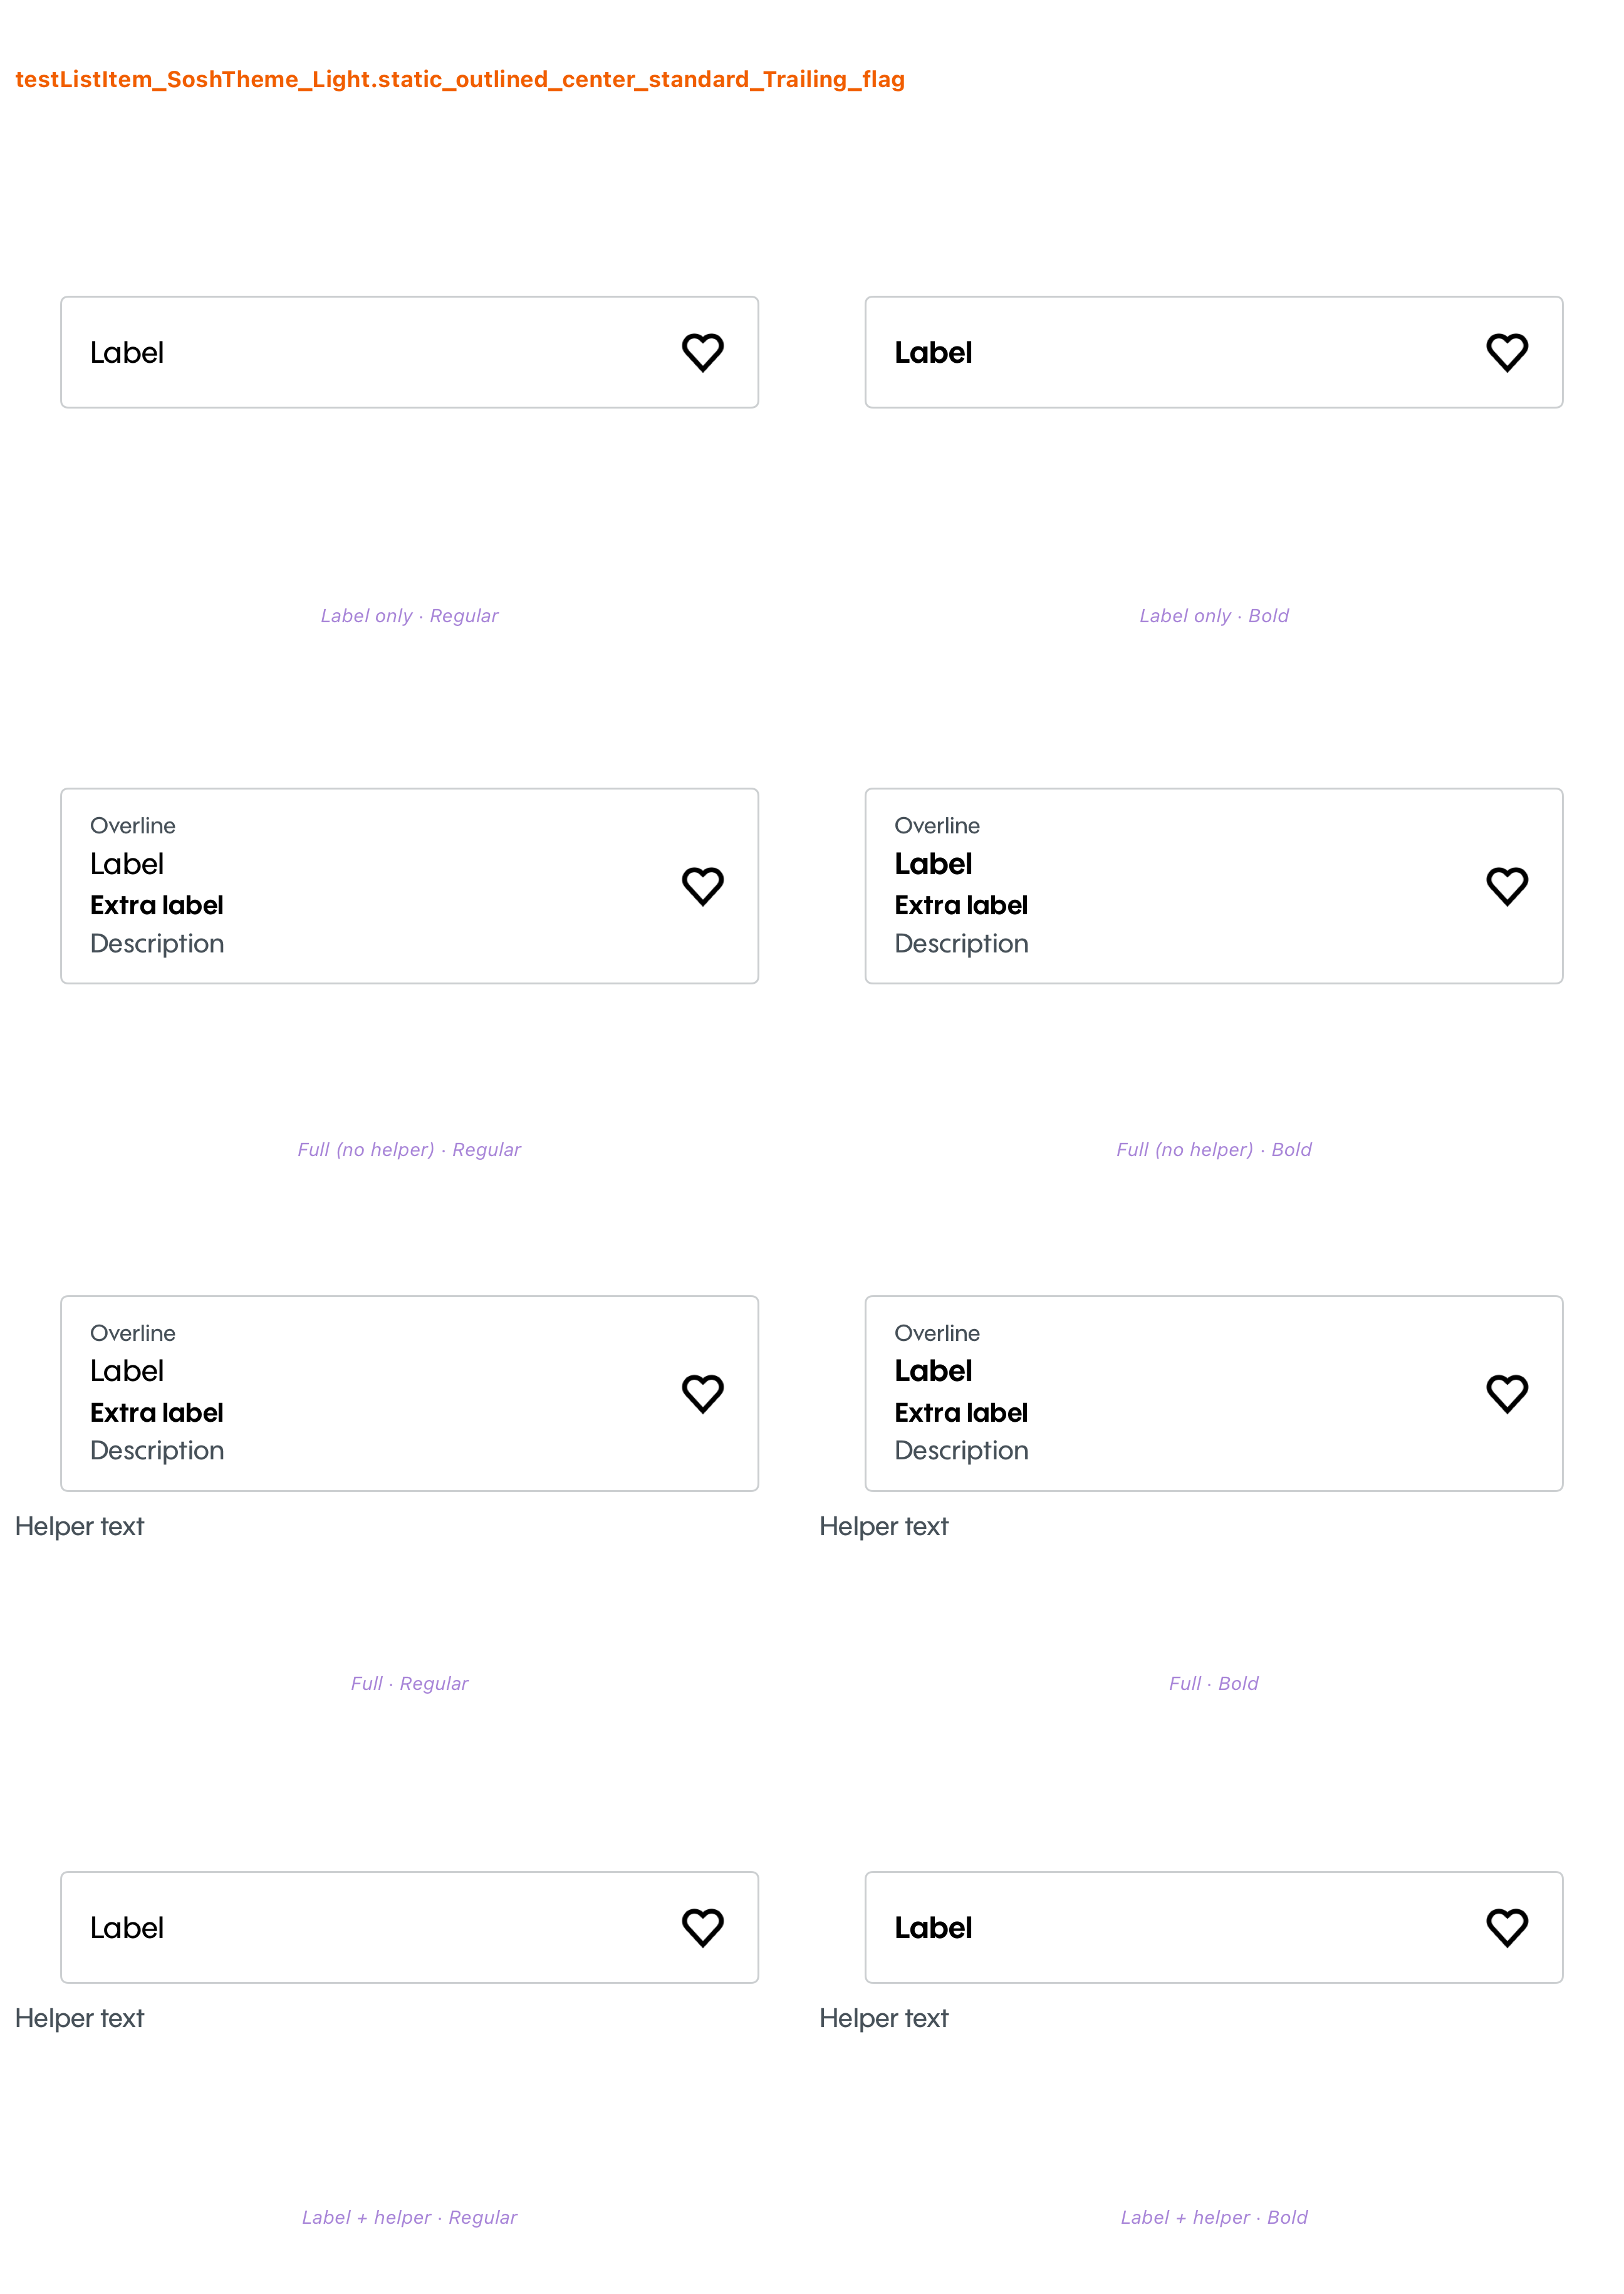 testListItem_SoshTheme_Light.static_outlined_center_standard_Trailing_flag
Label
Label
Label only · Regular
Label only · Bold
Overline
Label
Extra label
Description
Overline
Label
Extra label
Description
Full (no helper) · Regular
Full (no helper) · Bold
Overline
Label
Extra label
Description
Helper text
Overline
Label
Extra label
Description
Helper text
Full · Regular
Full · Bold
Label
Helper text
Label
Helper text
Label + helper · Regular
Label + helper · Bold